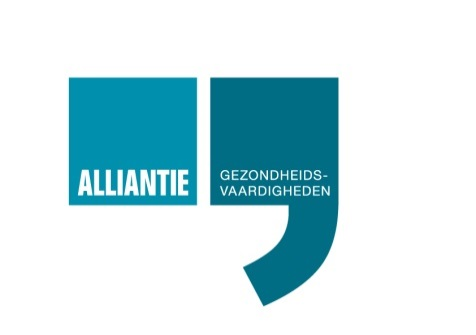 ALLIANTIE
GEZONDHEIDS-
VAARDIGHEDEN